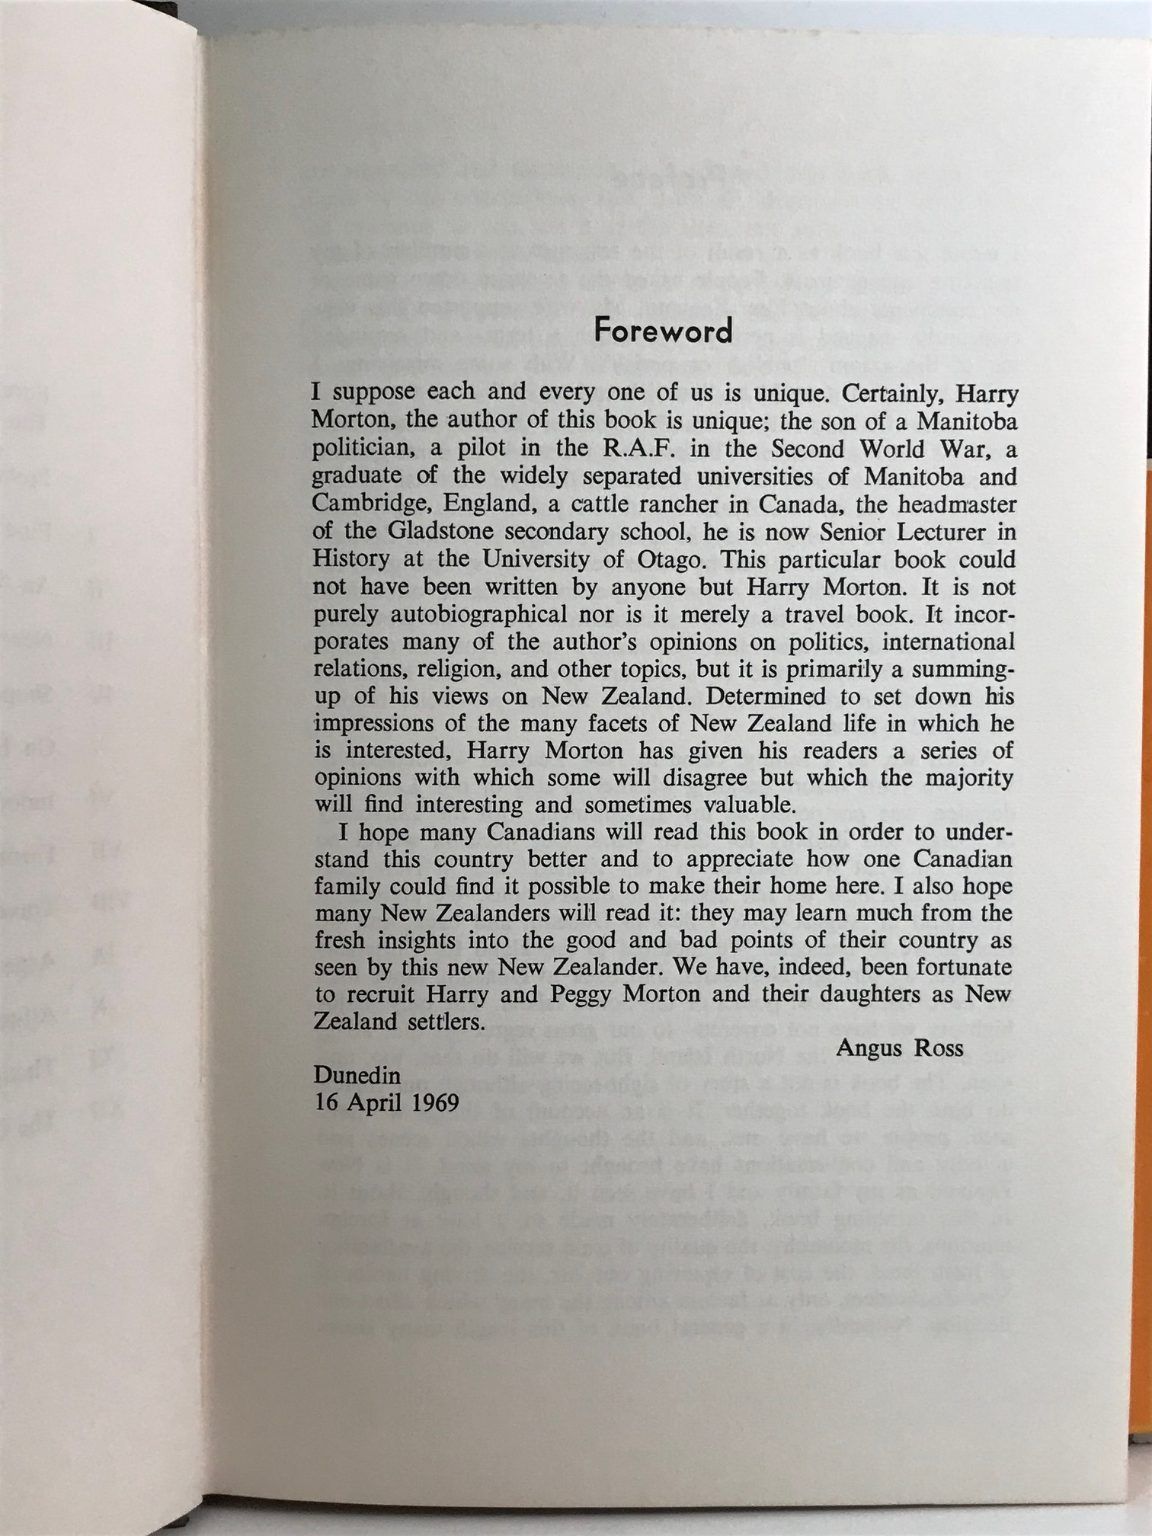 Foreword
I suppose each and every one of us is unique. Certainly, Harry
Morton, the author of this book is unique; the son of a Manitoba
politician, a pilot in the R.A.F. in the Second World War, a
graduate of the widely separated universities of Manitoba and
Cambridge, England, a cattle rancher in Canada, the headmaster
of the Gladstone secondary school, he is now Senior Lecturer in
History at the University of Otago. This particular book could
not have been written by anyone but Harry Morton. It is not
purely autobiographical nor is it merely a travel book. It incor-
porates many of the author's opinions on politics, international
relations, religion, and other topics, but it is primarily a summing-
up of his views on New Zealand. Determined to set down his
impressions of the many facets of New Zealand life in which he
is interested, Harry Morton has given his readers a series of
opinions with which some will disagree but which the majority
will find interesting and sometimes valuable.
I hope many Canadians will read this book in order to under-
stand this country better and to appreciate how one Canadian
family could find it possible to make their home here. I also hope
many New Zealanders will read it: they may learn much from the
fresh insights into the good and bad points of their country as
seen by this new New Zealander. We have, indeed, been fortunate
to recruit Harry and Peggy Morton and their daughters as New
Zealand settlers.
Angus Ross
Dunedin
16 April 1969